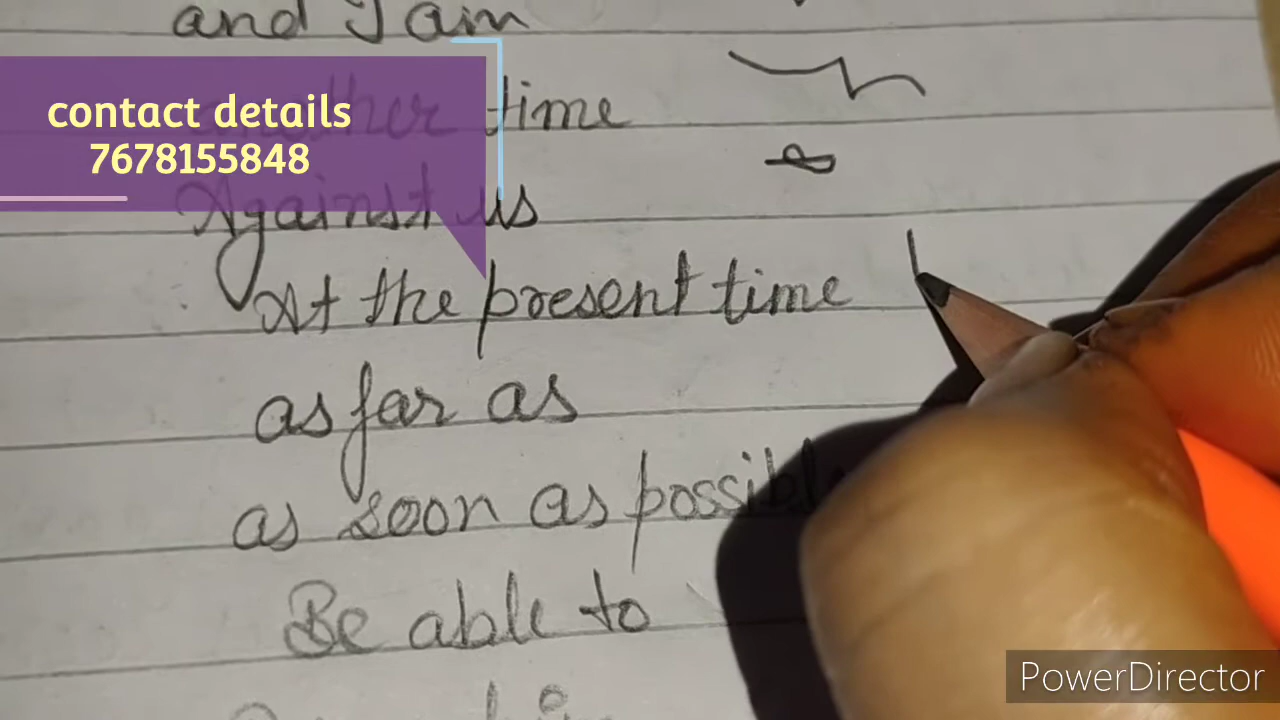 and I am
contact details
7678155848
another time
Against us
At the present time
as far as
as soon as possible
Be able to
PowerDirector